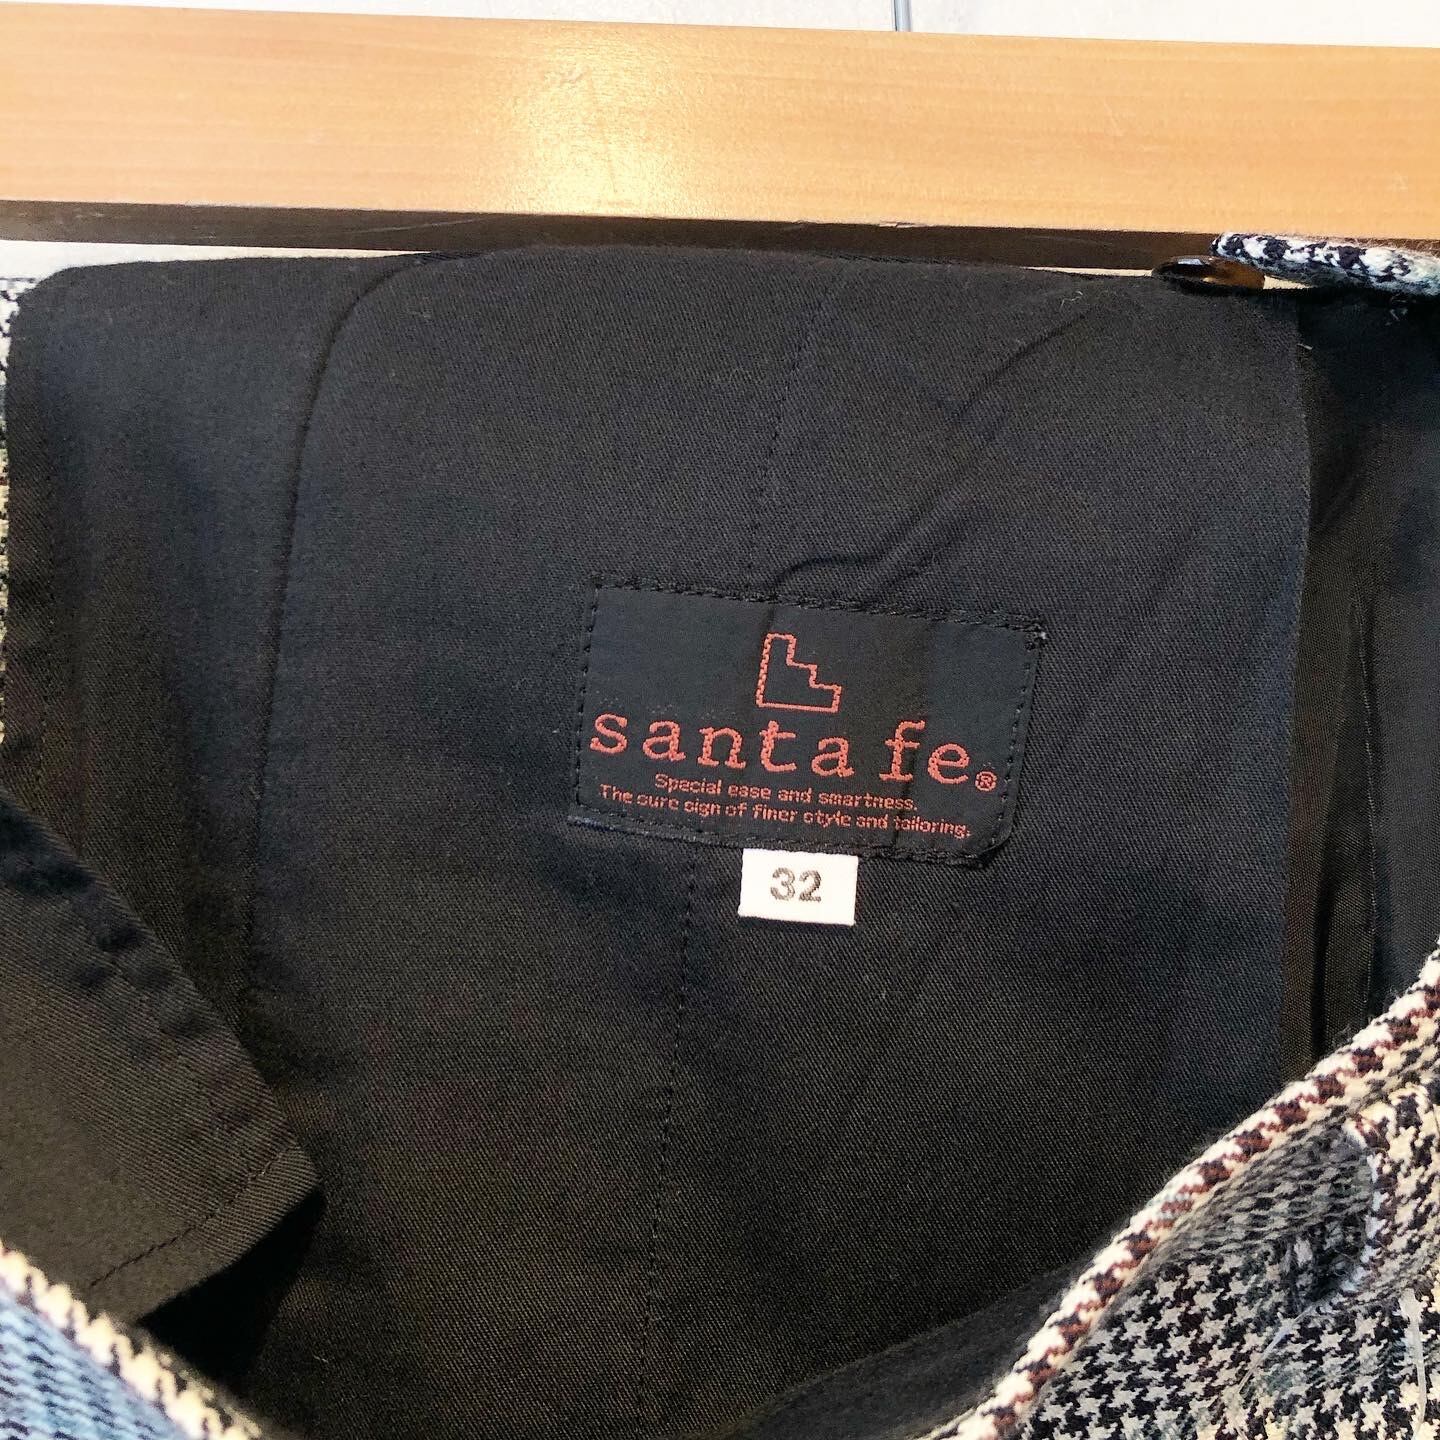 santa fe®
Special ease and smartness.
The sure sign of finer style and tailoring.
32